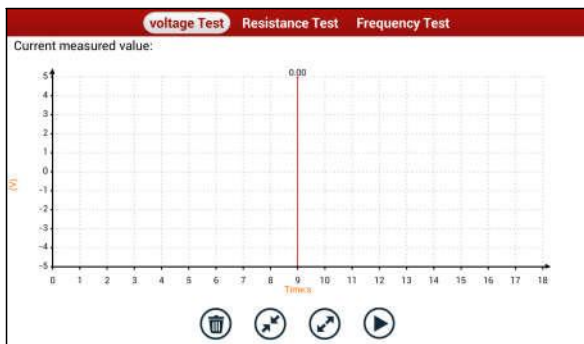 voltage Test Resistance Test Frequency Test
Current measured value:
0.00
5
4
3
2
1
0
-1
-2
-3
-4
-5
(V)
0 1 2 3 4 5 6 7 8 9 10 11 12 13 14 15 16 17 18
Time:s